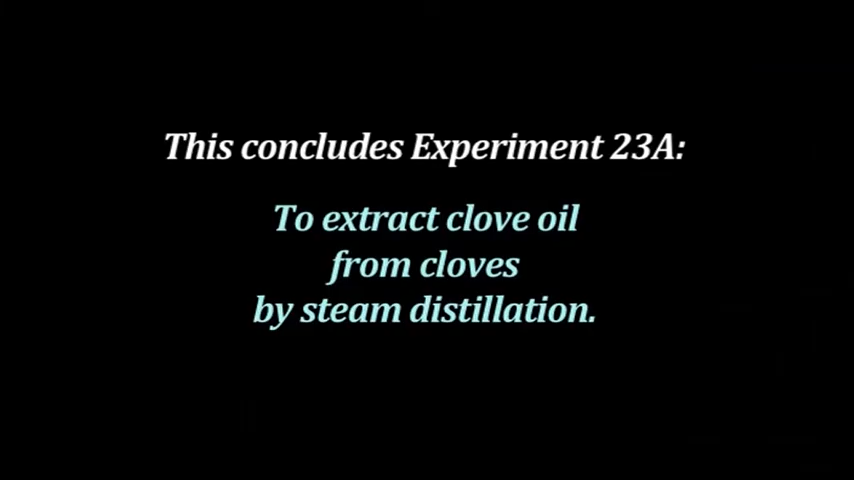 This concludes Experiment 23A:
To extract clove oil
from cloves
by steam distillation.